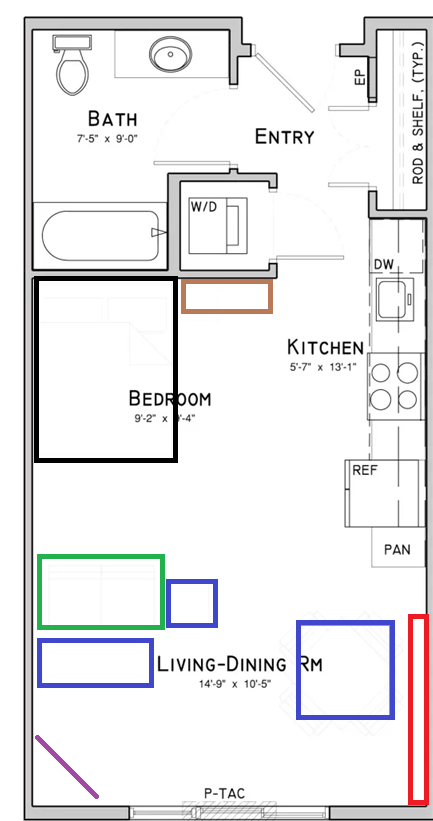 BATH
7'-5" x 9'-0"
ENTRY
EP
ROD & SHELF, (TYP.)
W/D
DW
KITCHEN
5'-7" x 13'-1"
BEDROOM
9'-2" x 9'-4"
REF
PAN
LIVING-DINING RM
14'-9" x 10'-5"
P-TAC